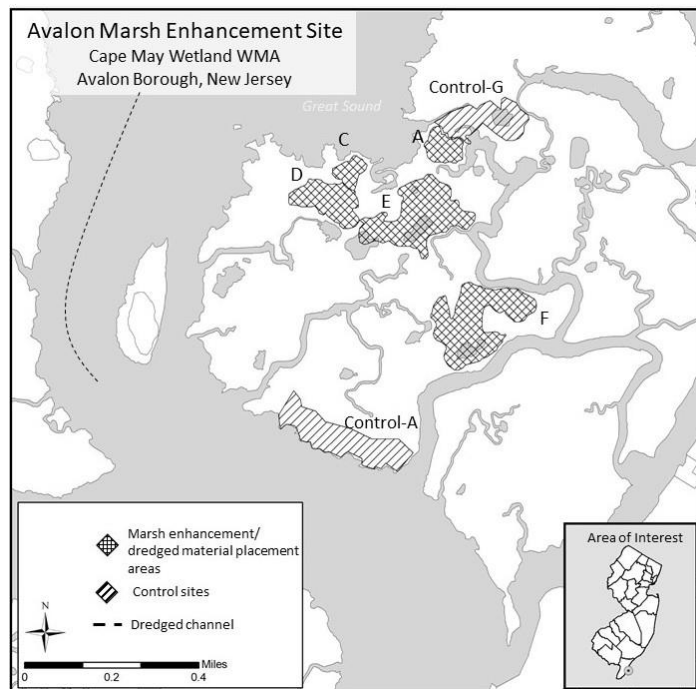 Avalon Marsh Enhancement Site
Cape May Wetland WMA
Avalon Borough, New Jersey
Great Sound
Control-G
A
C
D
E
F
Control-A
Marsh enhancement/
dredged material placement
areas
Control sites
Dredged channel
N
Miles
0 0.2 0.4
Area of Interest